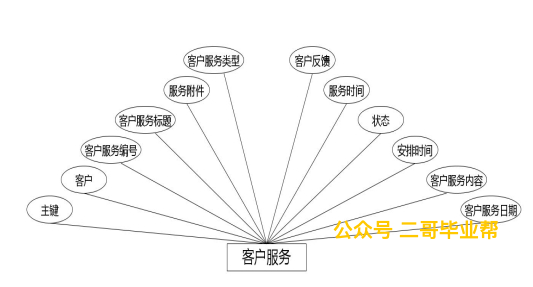 客户服务类型
客户反馈
服务附件
服务时间
客户服务标题
状态
客户服务编号
安排时间
客户
客户服务内容
主键
客户服务日期
公众号 二哥毕业帮
客户服务